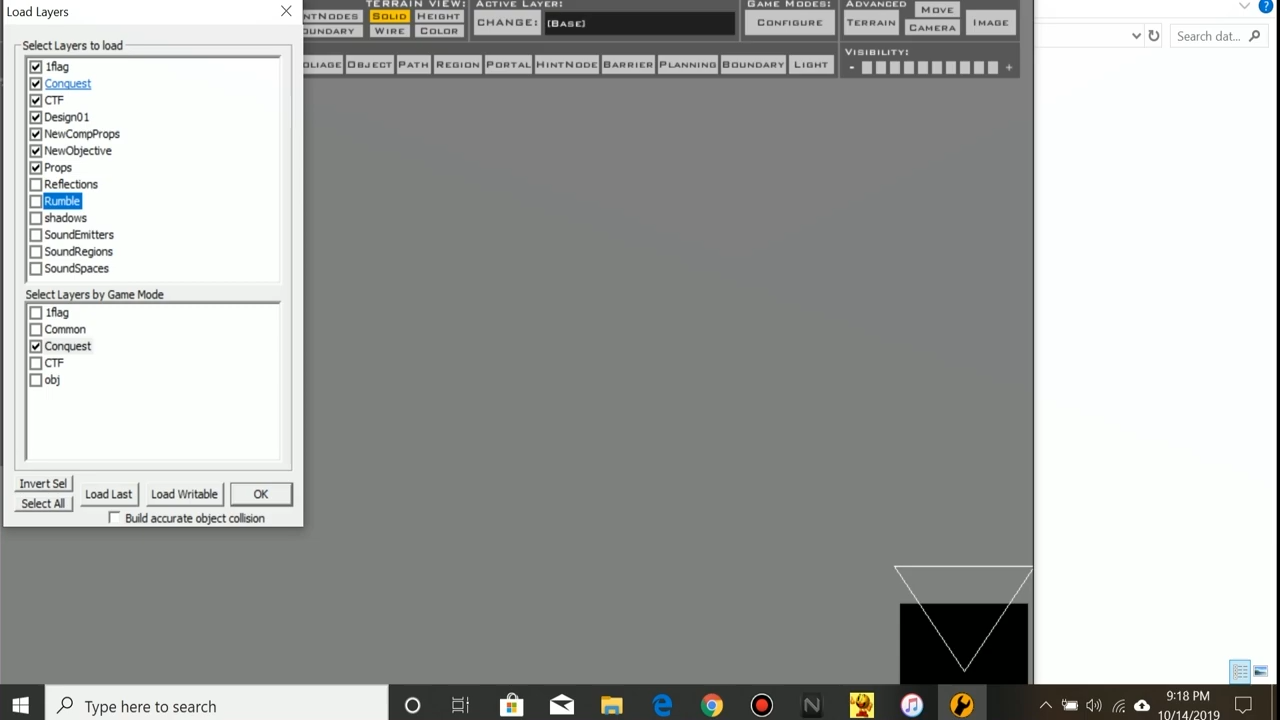 Load Layers
Select Layers to load
1flag
Conquest
CTF
Design01
NewCompProps
NewObjective
Props
Reflections
Rumble
shadows
SoundEmitters
SoundRegions
SoundSpaces
Select Layers by Game Mode
1flag
Common
Conquest
CTF
obj
Invert Sel
Select All
Load Last
Load Writable
OK
Build accurate object collision
TERRAIN VIEW:
SOLID
HEIGHT
WIRE
COLOR
ACTIVE LAYER:
CHANGE:
[BASE]
GAME MODES:
CONFIGURE
ADVANCED
TERRAIN
MOVE
CAMERA
IMAGE
OBJECT
PATH
REGION
PORTAL
HINTNODE
BARRIER
PLANNING
BOUNDARY
LIGHT
VISIBILITY:
- +
Search dat...
Type here to search
9:18 PM
10/14/2019